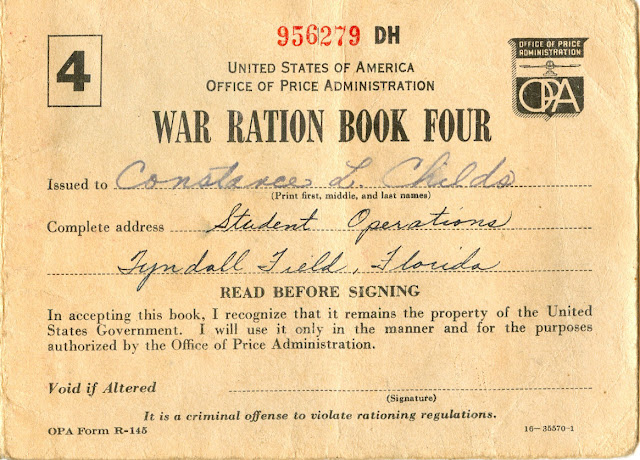 956279 DH
4
UNITED STATES OF AMERICA
OFFICE OF PRICE ADMINISTRATION
OFFICE OF PRICE
ADMINISTRATION
OPA
WAR RATION BOOK FOUR
Issued to Constance L. Childs
(Print first, middle, and last names)
Complete address Student Operations
Tyndall Field, Florida
READ BEFORE SIGNING
In accepting this book, I recognize that it remains the property of the United
States Government. I will use it only in the manner and for the purposes
authorized by the Office of Price Administration.
Void if Altered
(Signature)
It is a criminal offense to violate rationing regulations.
OPA Form R-145 16—35570-1